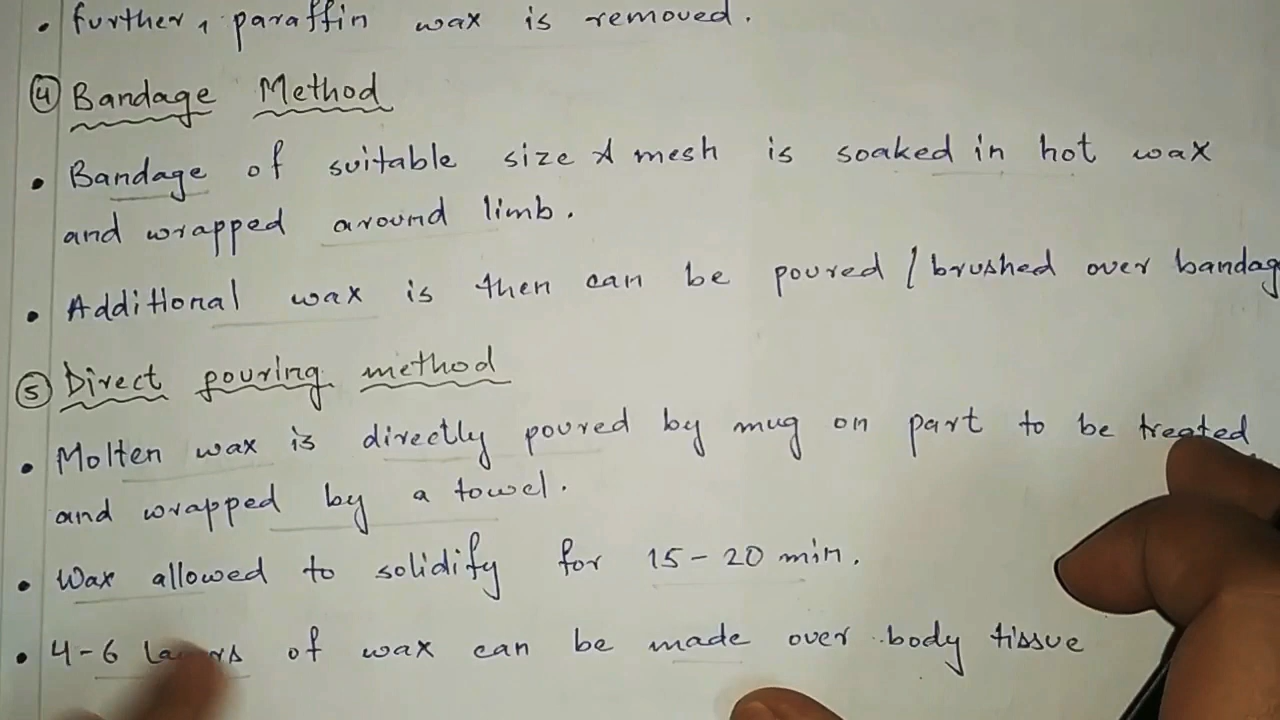 • further, paraffin wax is removed.
④ Bandage Method
• Bandage of suitable size & mesh is soaked in hot wax
and wrapped around limb.
• Additional wax is then can be poured / brushed over bandag
⑤ Direct pouring method
• Molten wax is directly poured by mug on part to be treated
and wrapped by a towel.
• Wax allowed to solidify for 15-20 min.
• 4-6 layers of wax can be made over body tissue